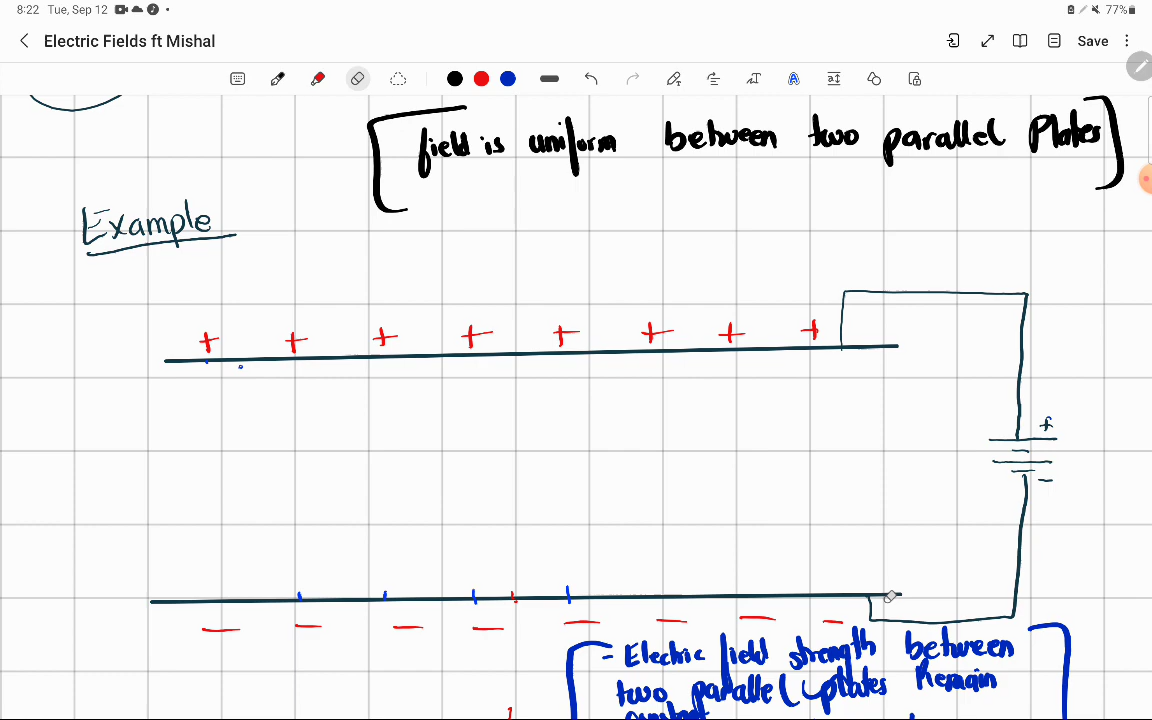 8:22 Tue, Sep 12 77%
Electric Fields ft Mishal Save
field is uniform between two parallel Plates
Example
+ + + + + + + +
+
−
− − − − − − − −
= Electric field strength between
two parallel plates Remain